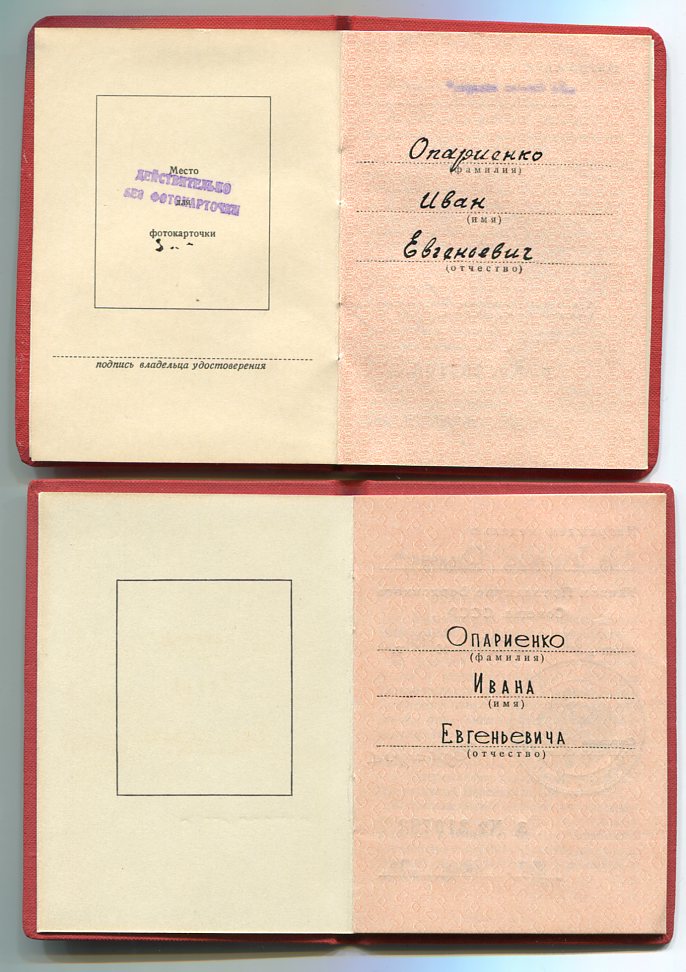 Место
для
фотокарточки
ДЕЙСТВИТЕЛЬНО
БЕЗ ФОТОКАРТОЧКИ
подпись владельца удостоверения
Опариенко
(фамилия)
Иван
(имя)
Евгеньевич
(отчество)
Опариенко
(фамилия)
Ивана
(имя)
Евгеньевича
(отчество)